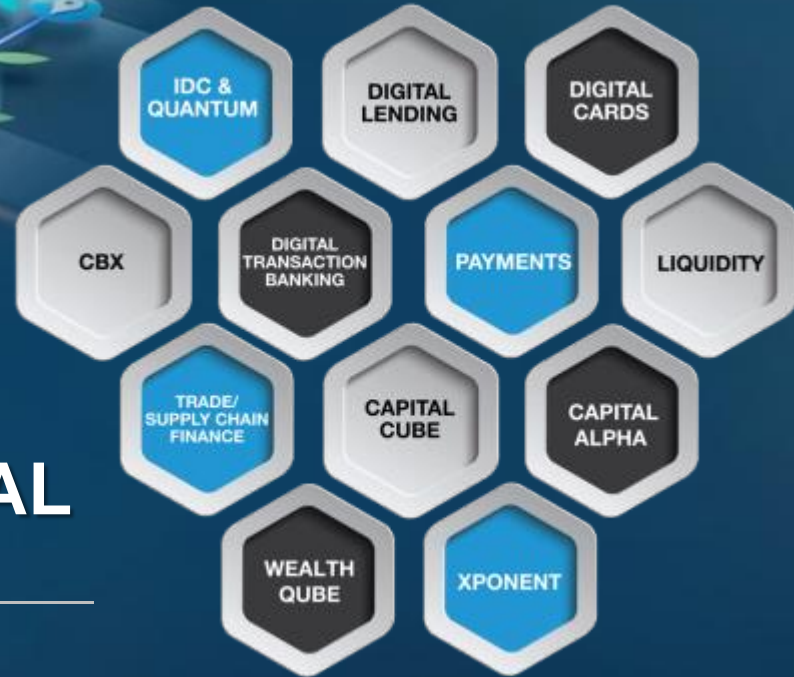 IDC &
QUANTUM
DIGITAL
LENDING
DIGITAL
CARDS
CBX
DIGITAL
TRANSACTION
BANKING
PAYMENTS
LIQUIDITY
TRADE/
SUPPLY CHAIN
FINANCE
CAPITAL
CUBE
CAPITAL
ALPHA
AL
WEALTH
QUBE
XPONENT